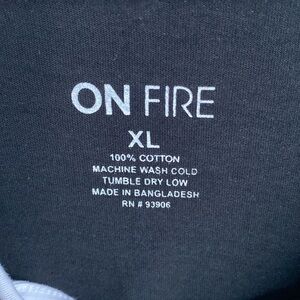 ON FIRE
XL
100% COTTON
MACHINE WASH COLD
TUMBLE DRY LOW
MADE IN BANGLADESH
RN # 93906